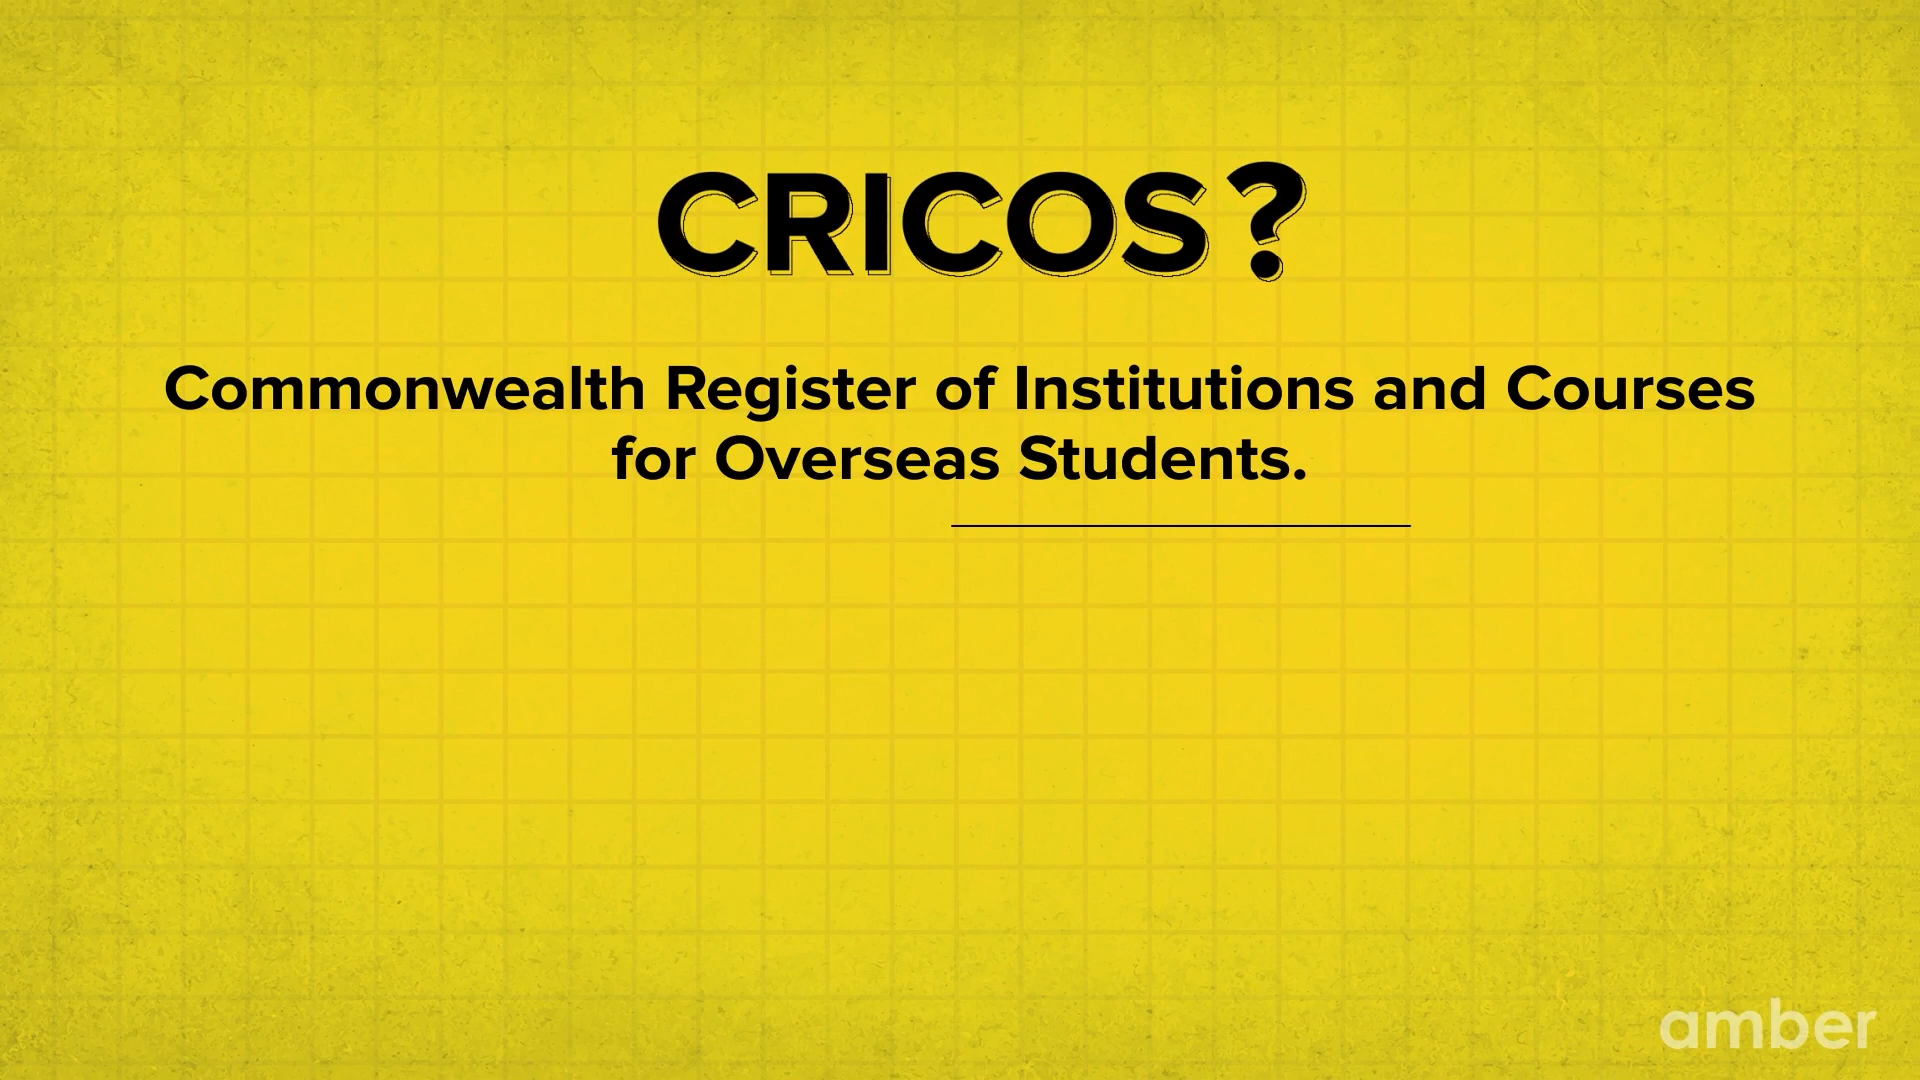 CRICOS?
Commonwealth Register of Institutions and Courses
for Overseas Students.
amber